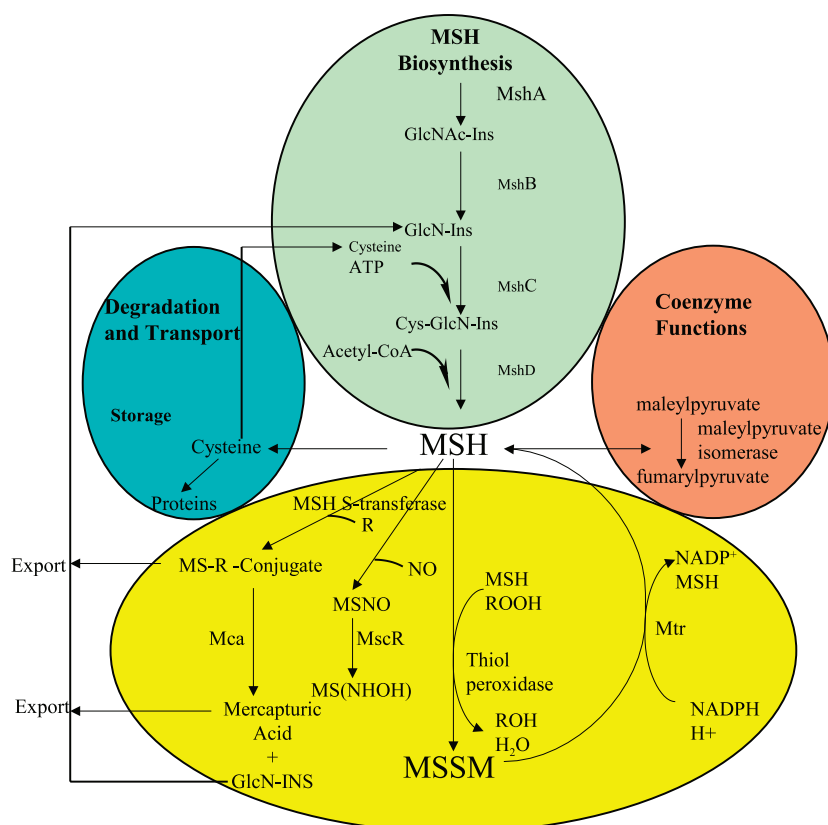 MSH
Biosynthesis
MshA
GlcNAc-Ins
MshB
GlcN-Ins
Cysteine
ATP
MshC
Cys-GlcN-Ins
Acetyl-CoA
MshD
Degradation
and Transport
Storage
Cysteine
Proteins
Coenzyme
Functions
maleylpyruvate
maleylpyruvate
isomerase
fumarylpyruvate
MSH
MSH S-transferase
R
Export
MS-R -Conjugate
NO
MSNO
Mca
MscR
MS(NHOH)
Export
Mercapturic
Acid
+
GlcN-INS
MSH
ROOH
Thiol
peroxidase
ROH
H₂O
MSSM
NADP⁺
MSH
Mtr
NADPH
H+